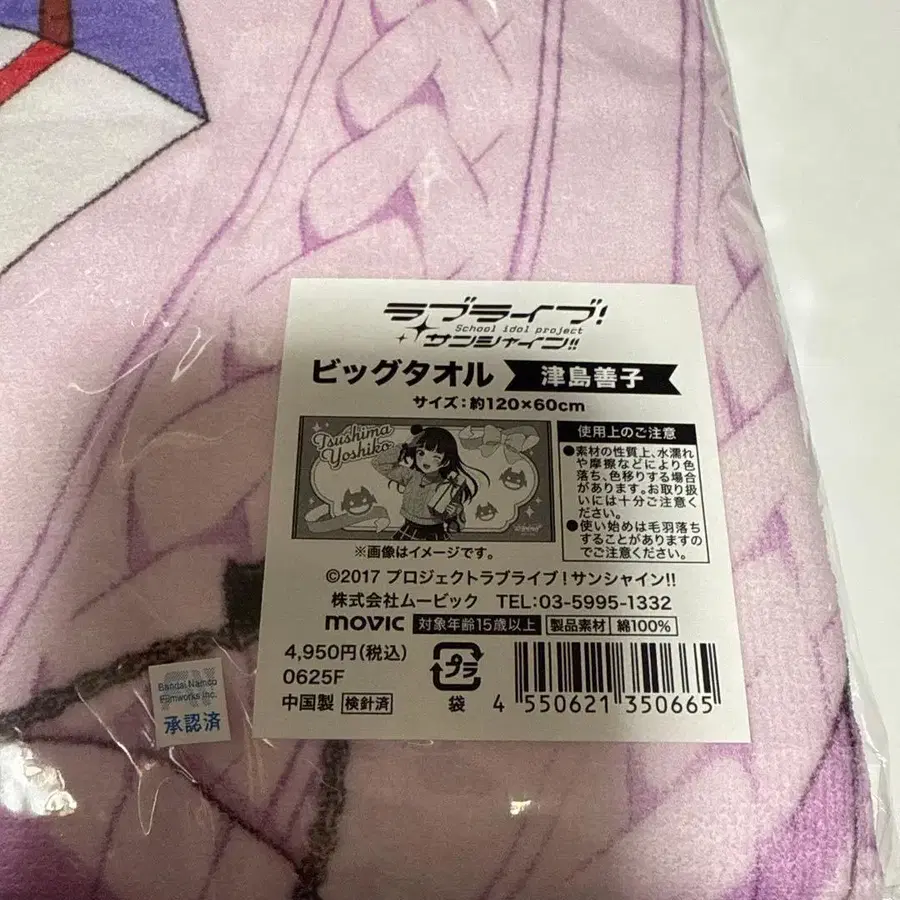 ラブライブ!
School idol project
サンシャイン!!
ビッグタオル 津島善子
サイズ:約120×60cm
Tsushima
Yoshiko
※画像はイメージです。
使用上のご注意
●素材の性質上、水濡れ
や摩擦などにより色
落ち、色移りする場合
があります。お取り扱
いには十分ご注意く
ださい。
●使い始めは毛羽落ち
することがありますの
でご注意ください。
©2017 プロジェクトラブライブ!サンシャイン!!
株式会社ムービック TEL:03-5995-1332
movic 対象年齢15歳以上 製品素材 綿100%
4,950円(税込)
0625F
中国製 検針済
プラ
袋
4 550621 350665
Bandai Namco
Filmworks Inc.
承認済